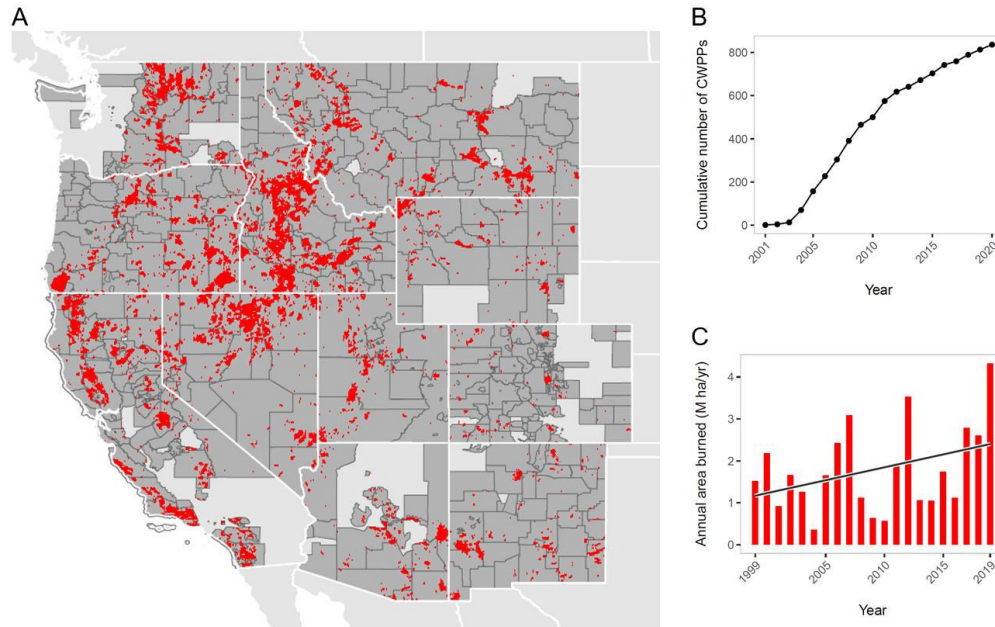 A
B
Cumulative number of CWPPs
800
600
400
200
0
2001
2005
2010
2015
2020
Year
C
Annual area burned (M ha/yr)
4
3
2
1
0
1999
2005
2010
2015
2019
Year